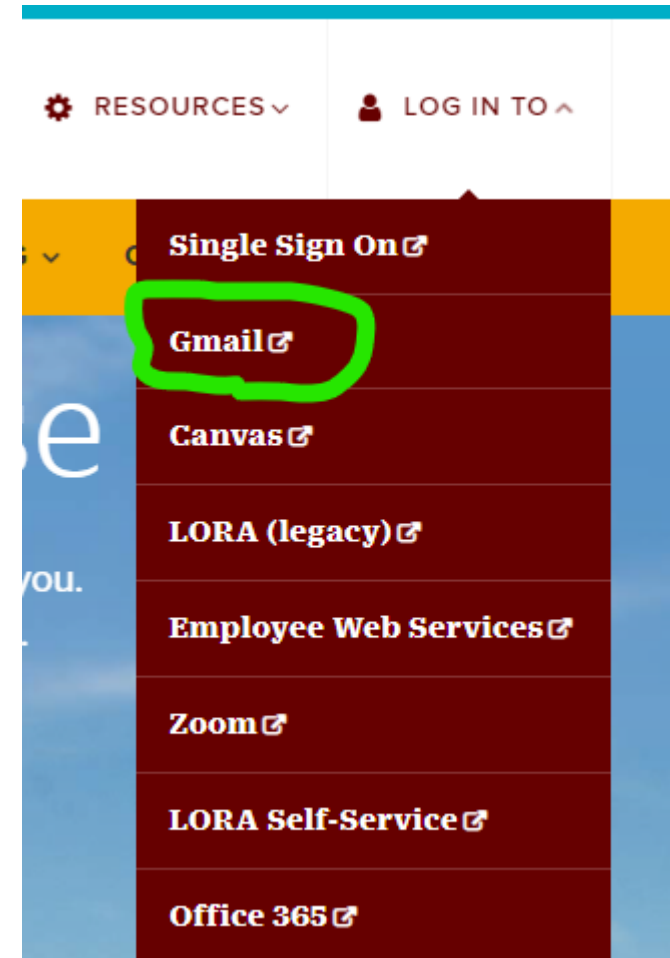 RESOURCES
LOG IN TO
Single Sign On
Gmail
Canvas
se
LORA (legacy)
you.
Employee Web Services
Zoom
LORA Self-Service
Office 365